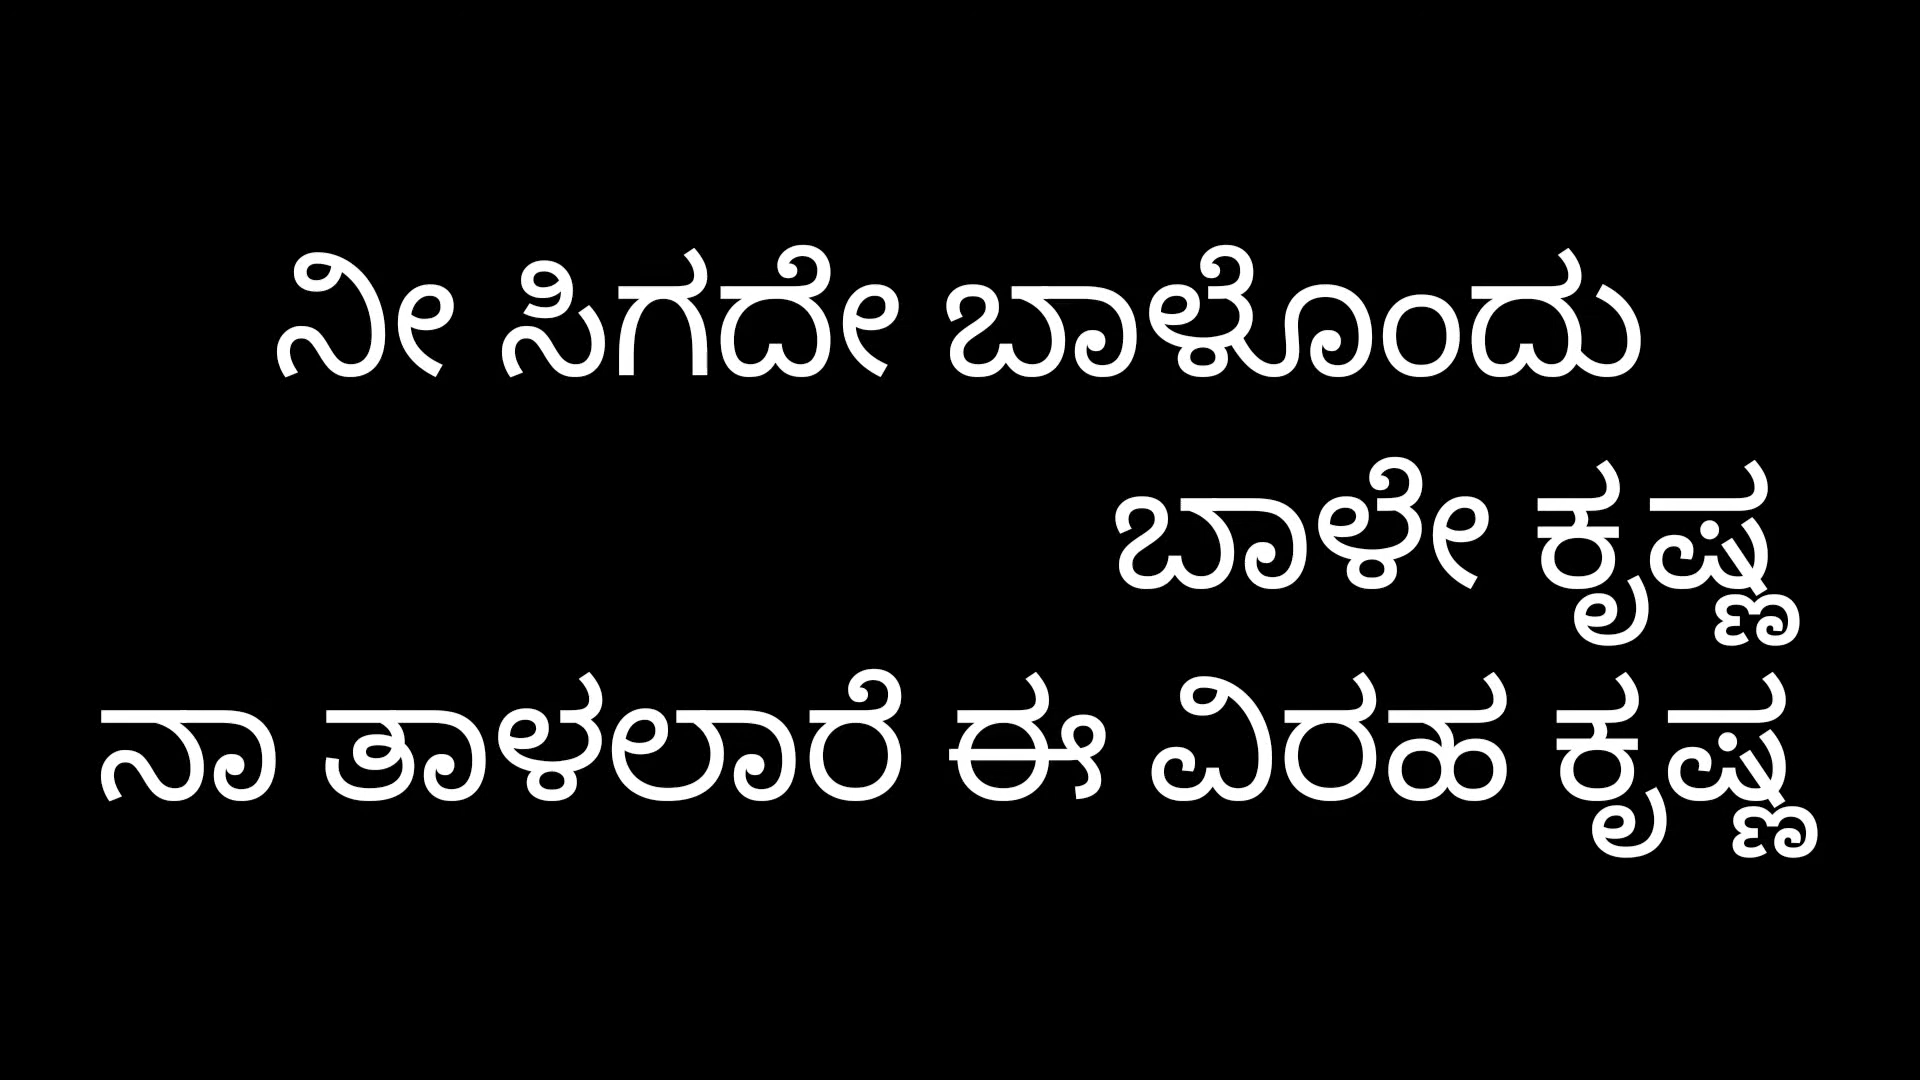 ನೀ ಸಿಗದೇ ಬಾಳೊಂದು
ಬಾಳೇ ಕೃಷ್ಣ
ನಾ ತಾಳಲಾರೆ ಈ ವಿರಹ ಕೃಷ್ಣ